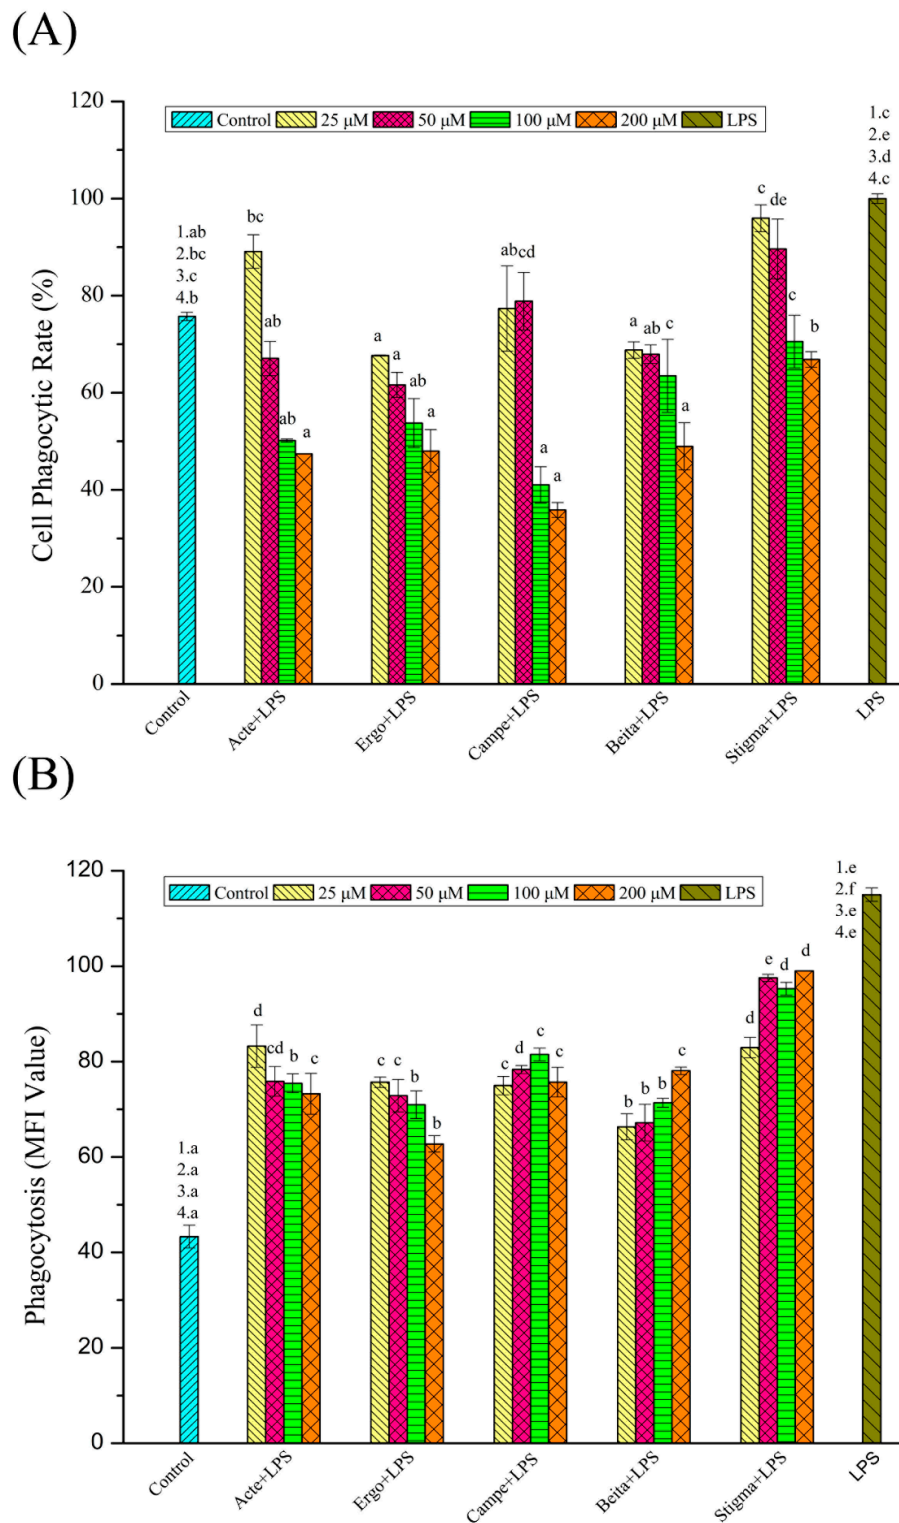 (A)
120
100
80
60
40
20
0
Cell Phagocytic Rate (%)
Control 25 μM 50 μM 100 μM 200 μM LPS
1.ab
2.bc
3.c
4.b
bc
ab
ab
a
a
a
ab
a
ab
cd
a
a
a
ab
c
a
c
de
c
b
1.c
2.e
3.d
4.c
Control
Acte+LPS
Ergo+LPS
Campe+LPS
Beita+LPS
Stigma+LPS
LPS
(B)
120
100
80
60
40
20
0
Phagocytosis (MFI Value)
Control 25 μM 50 μM 100 μM 200 μM LPS
1.a
2.a
3.a
4.a
d
cd
b
c
c
c
b
b
c
d
c
c
b
b
b
c
d
e
d
d
1.e
2.f
3.e
4.e
Control
Acte+LPS
Ergo+LPS
Campe+LPS
Beita+LPS
Stigma+LPS
LPS